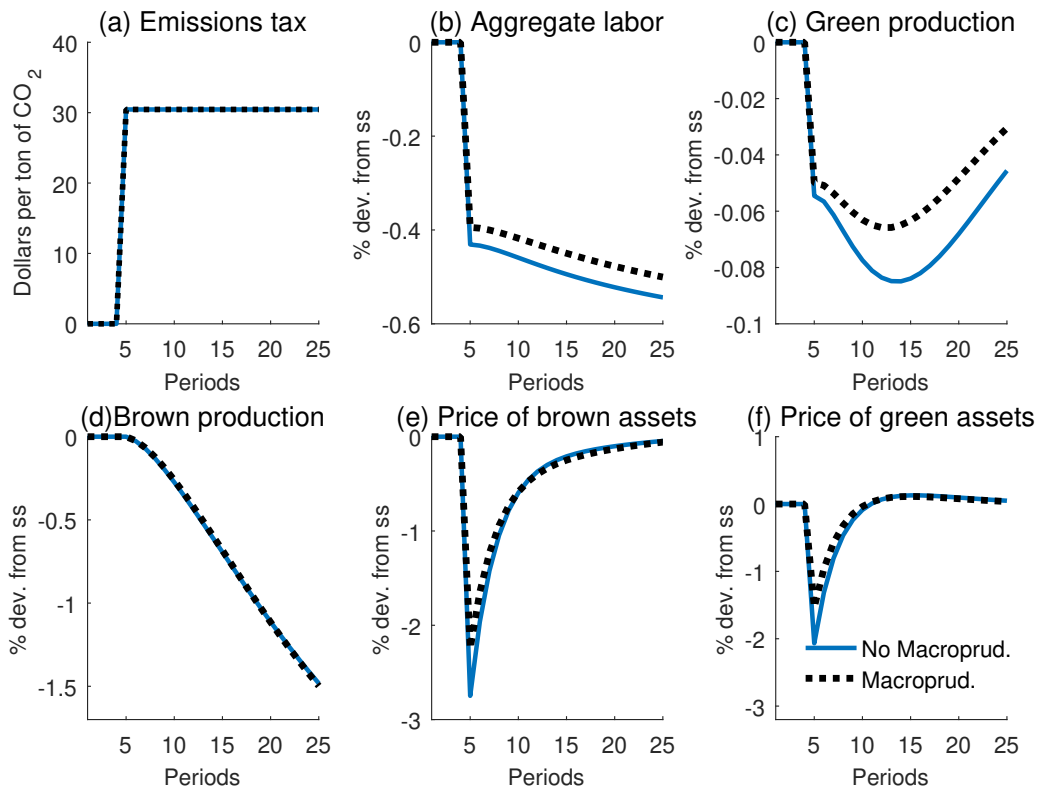 (a) Emissions tax
Dollars per ton of CO2
40
30
20
10
0
5 10 15 20 25
Periods
(b) Aggregate labor
% dev. from ss
0
-0.2
-0.4
-0.6
5 10 15 20 25
Periods
(c) Green production
% dev. from ss
0
-0.02
-0.04
-0.06
-0.08
-0.1
5 10 15 20 25
Periods
(d)Brown production
% dev. from ss
0
-0.5
-1
-1.5
5 10 15 20 25
Periods
(e) Price of brown assets
% dev. from ss
0
-1
-2
-3
5 10 15 20 25
Periods
(f) Price of green assets
% dev. from ss
1
0
-1
-2
-3
No Macroprud.
Macroprud.
5 10 15 20 25
Periods